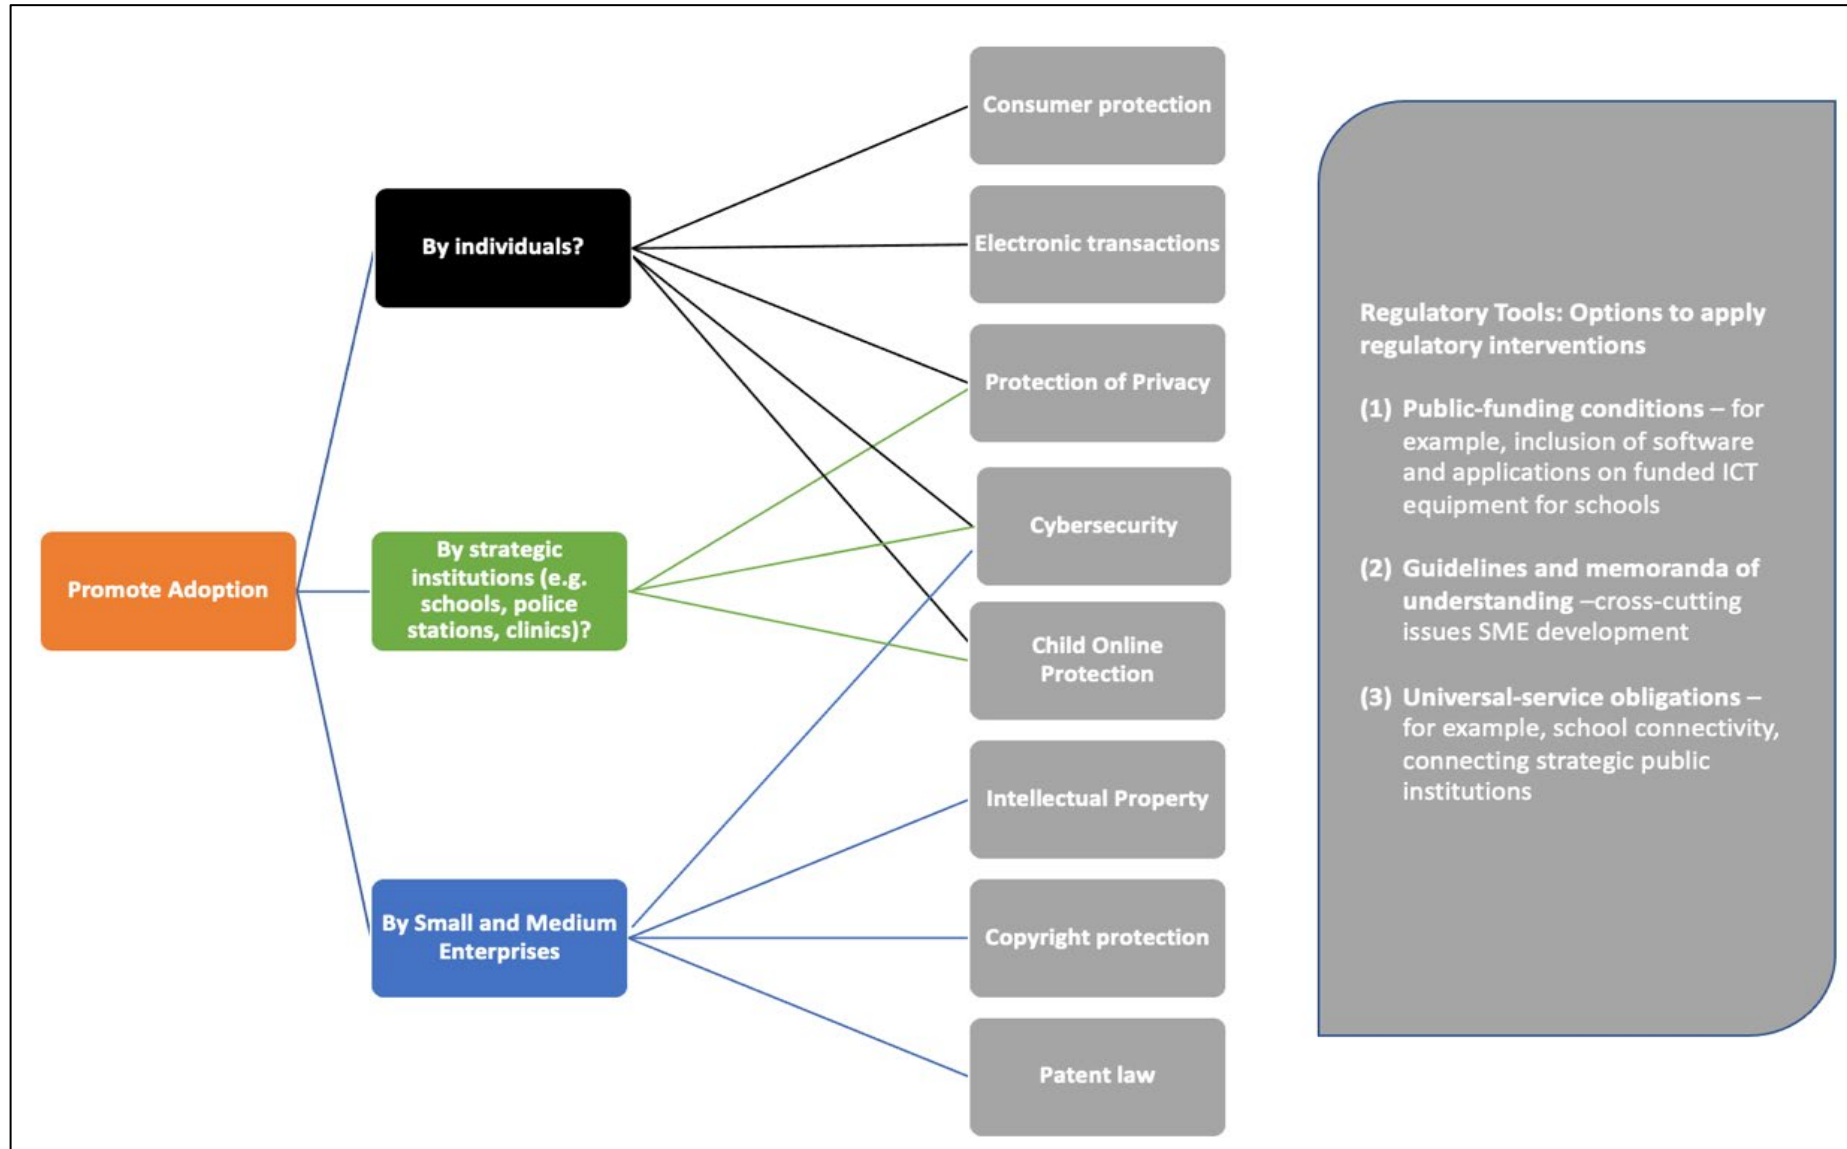 Promote Adoption
By individuals?
By strategic
institutions (e.g.
schools, police
stations, clinics)?
By Small and Medium
Enterprises
Consumer protection
Electronic transactions
Protection of Privacy
Cybersecurity
Child Online
Protection
Intellectual Property
Copyright protection
Patent law
Regulatory Tools: Options to apply
regulatory interventions
(1) Public-funding conditions – for
example, inclusion of software
and applications on funded ICT
equipment for schools
(2) Guidelines and memoranda of
understanding –cross-cutting
issues SME development
(3) Universal-service obligations –
for example, school connectivity,
connecting strategic public
institutions